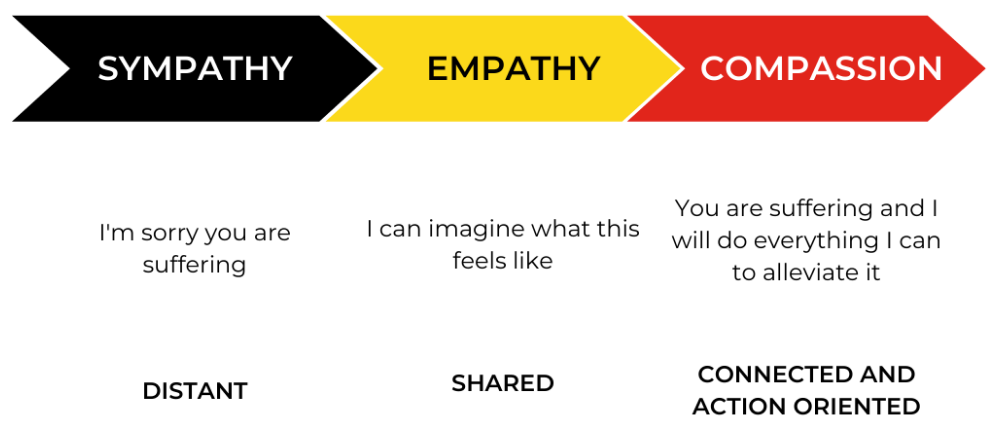 SYMPATHY
EMPATHY
COMPASSION
I'm sorry you are
suffering
I can imagine what this
feels like
You are suffering and I
will do everything I can
to alleviate it
DISTANT
SHARED
CONNECTED AND
ACTION ORIENTED